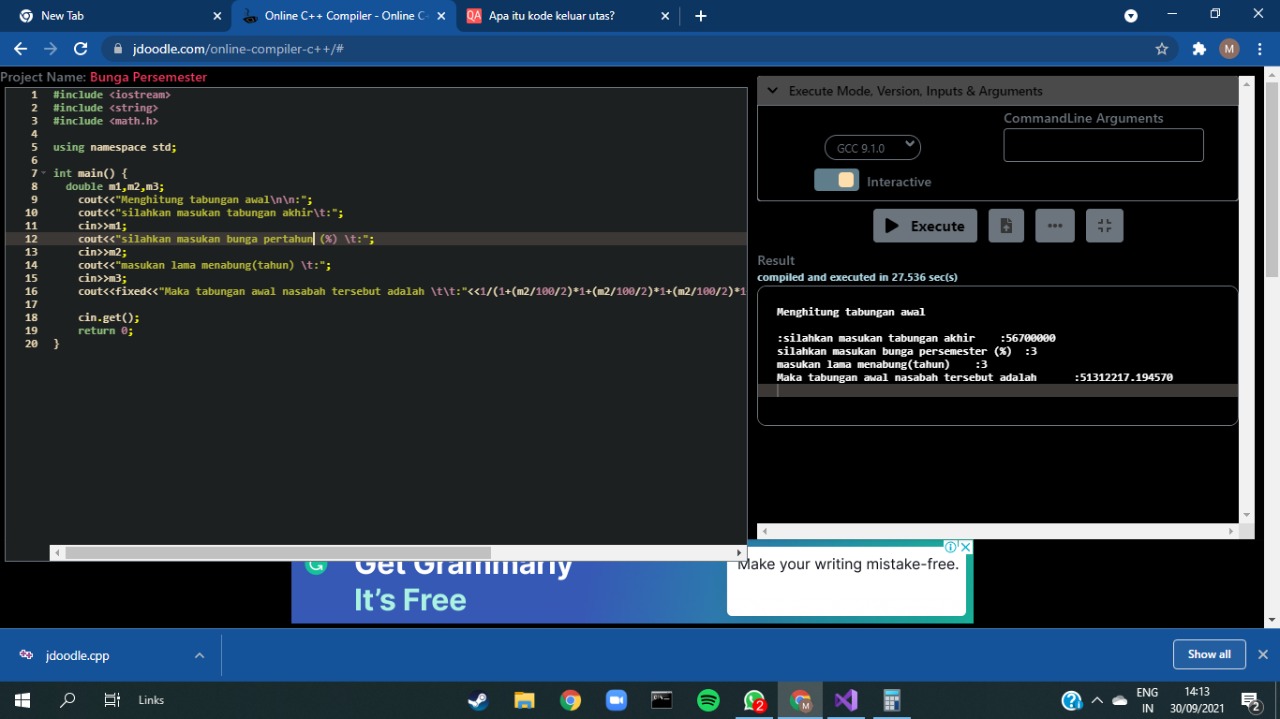 New Tab
Online C++ Compiler - Online C
Apa itu kode keluar utas?
jdoodle.com/online-compiler-c++/#
M
Project Name: Bunga Persemester
1 #include <iostream>
2 #include <string>
3 #include <math.h>
4
5 using namespace std;
6
7 int main() {
8 double m1,m2,m3;
9 cout<<"Menghitung tabungan awal\n\n:";
10 cout<<"silahkan masukan tabungan akhir\t:";
11 cin>>m1;
12 cout<<"silahkan masukan bunga pertahun (%) \t:";
13 cin>>m2;
14 cout<<"masukan lama menabung(tahun) \t:";
15 cin>>m3;
16 cout<<fixed<<"Maka tabungan awal nasabah tersebut adalah \t\t:"<<1/(1+(m2/100/2)*1+(m2/100/2)*1+(m2/100/2)*1
17
18 cin.get();
19 return 0;
20 }
Execute Mode, Version, Inputs & Arguments
CommandLine Arguments
GCC 9.1.0
Interactive
Execute
Result
compiled and executed in 27.536 sec(s)
Menghitung tabungan awal
:silahkan masukan tabungan akhir :56700000
silahkan masukan bunga persemester (%) :3
masukan lama menabung(tahun) :3
Maka tabungan awal nasabah tersebut adalah :51312217.194570
Get Grammarly
It's Free
Make your writing mistake-free.
jdoodle.cpp
Show all
Links
2
ENG
IN
14:13
30/09/2021
2